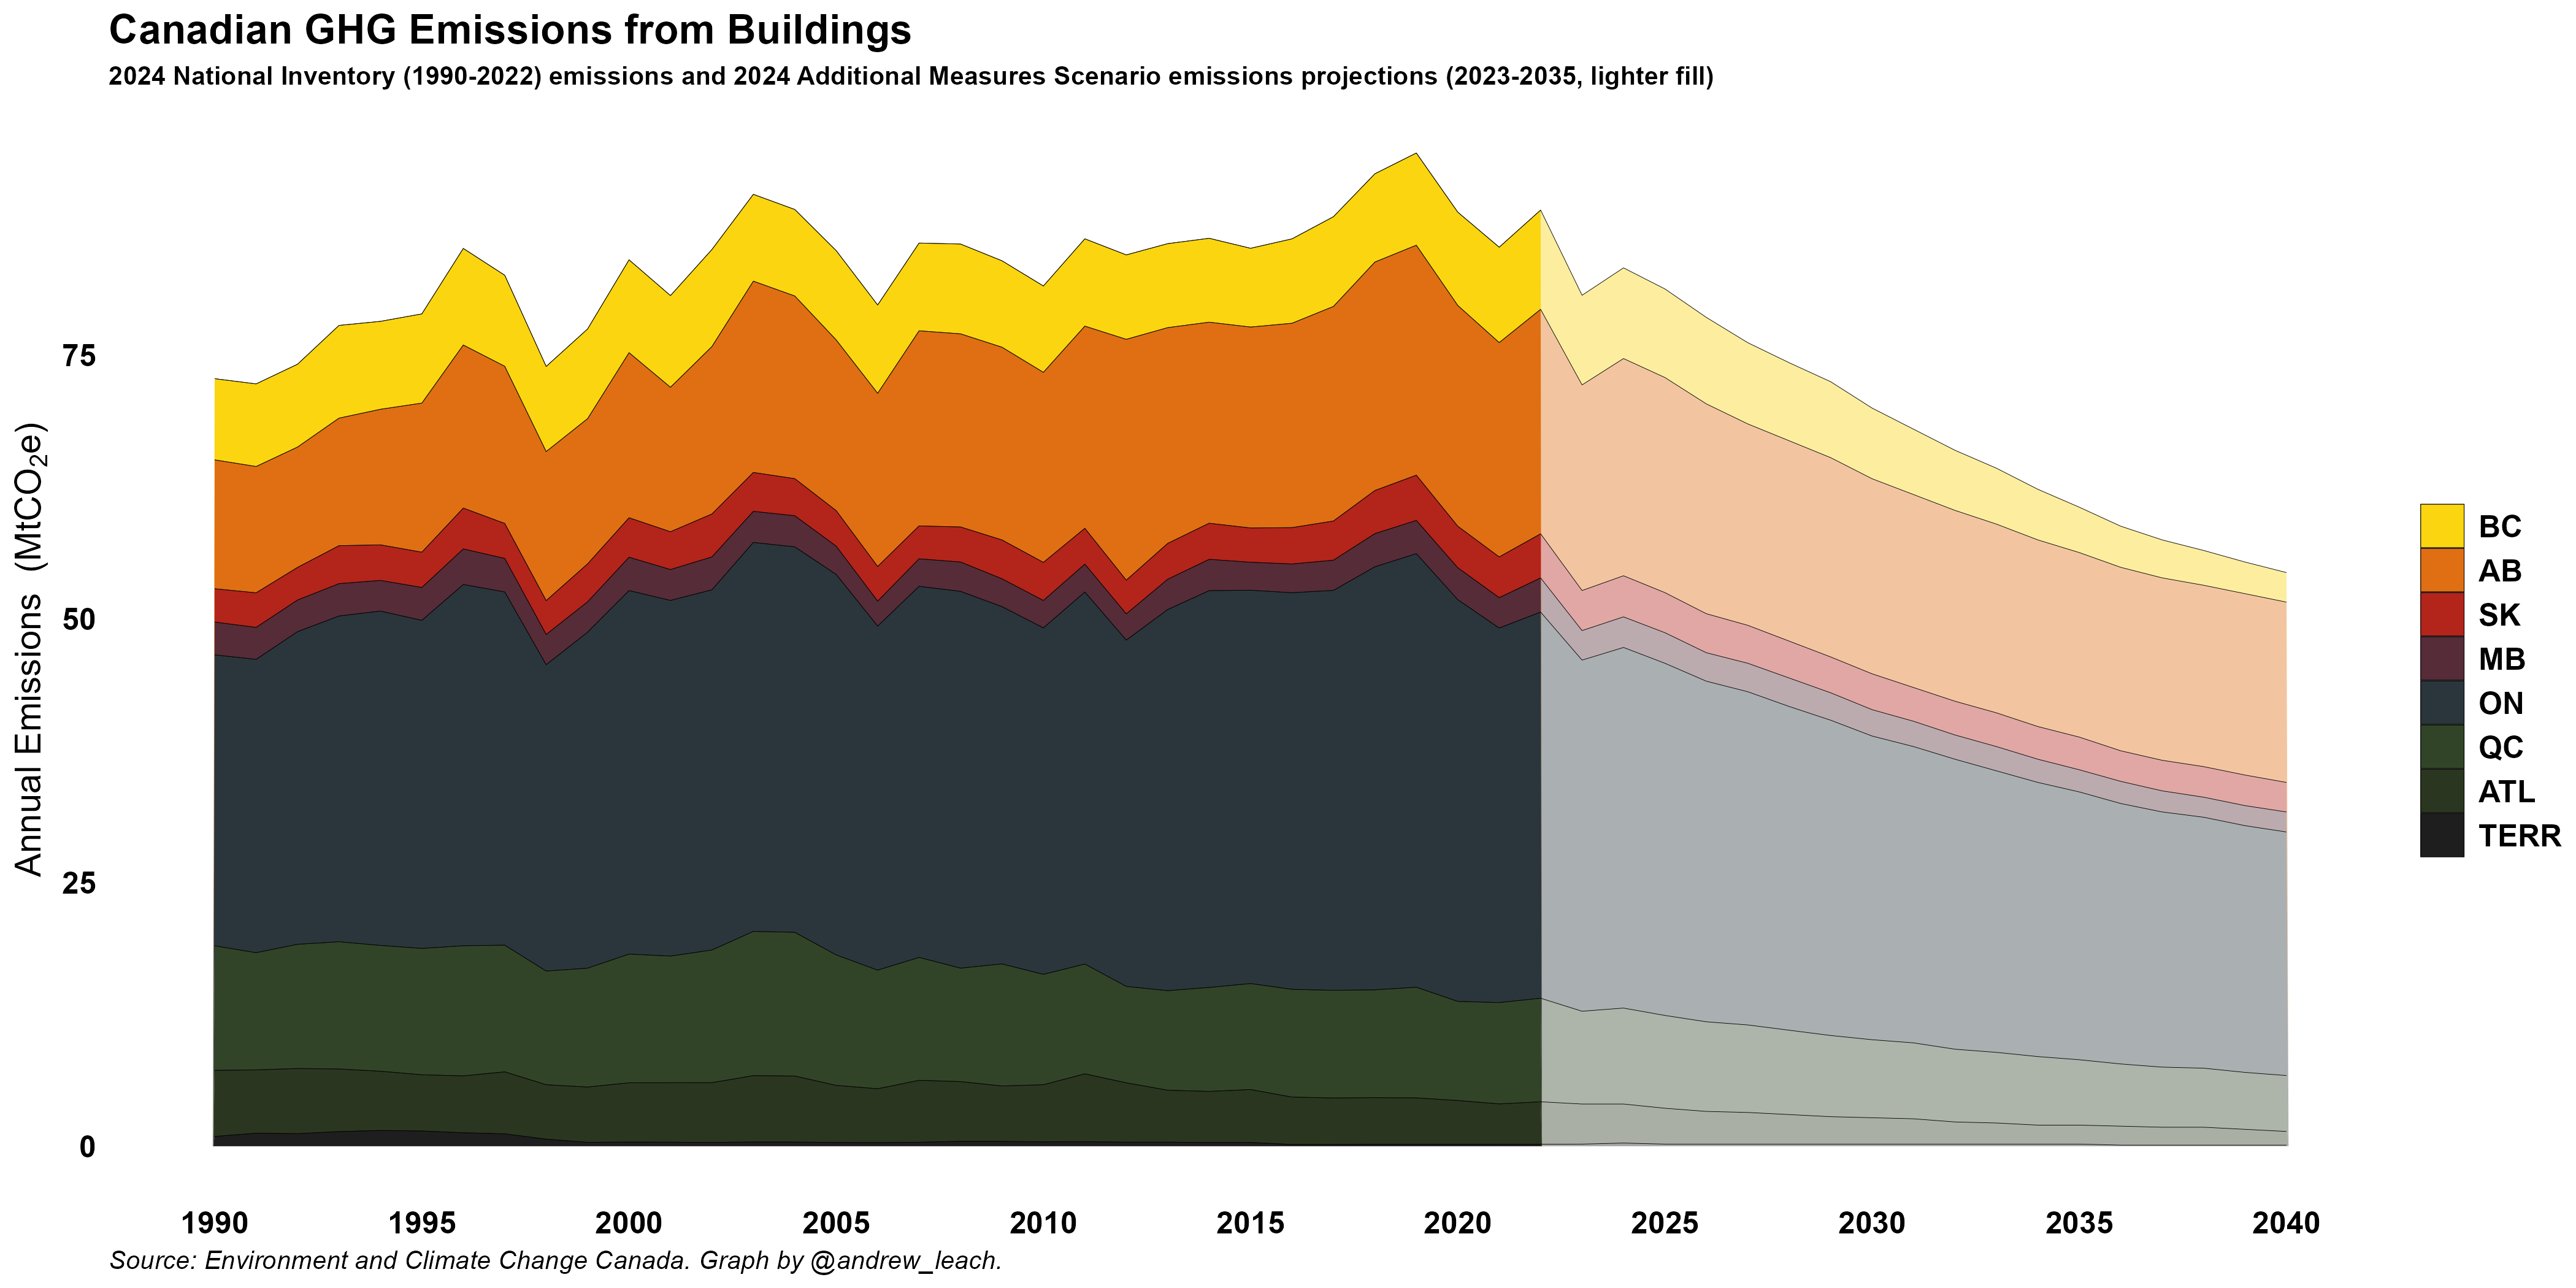 Canadian GHG Emissions from Buildings
2024 National Inventory (1990-2022) emissions and 2024 Additional Measures Scenario emissions projections (2023-2035, lighter fill)
Annual Emissions (MtCO₂e)
75
50
25
0
1990 1995 2000 2005 2010 2015 2020 2025 2030 2035 2040
BC
AB
SK
MB
ON
QC
ATL
TERR
Source: Environment and Climate Change Canada. Graph by @andrew_leach.